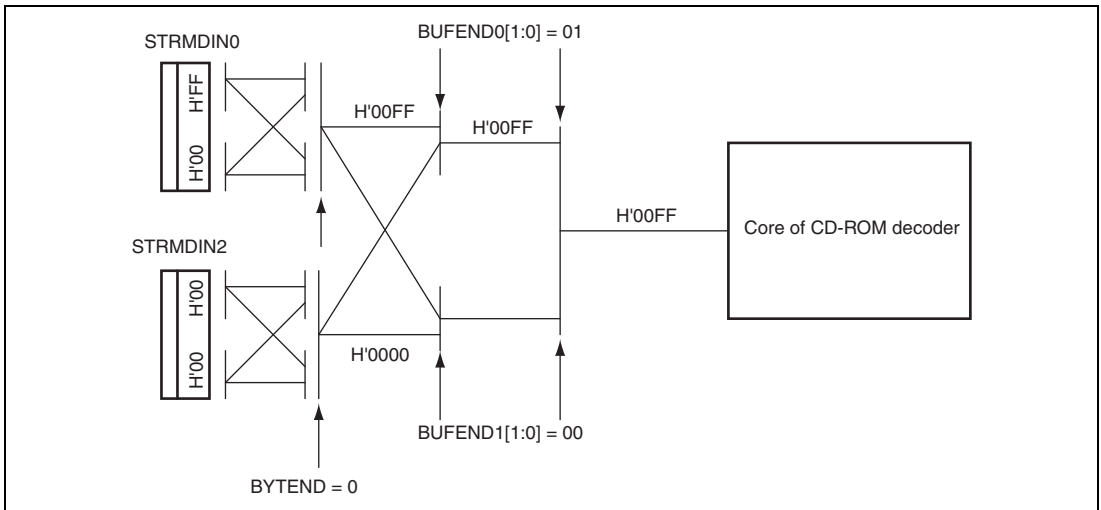 BUFEND0[1:0] = 01
STRMDIN0
H'FF
H'00
H'00FF
H'00FF
H'00FF
Core of CD-ROM decoder
STRMDIN2
H'00
H'00
H'0000
BUFEND1[1:0] = 00
BYTEND = 0